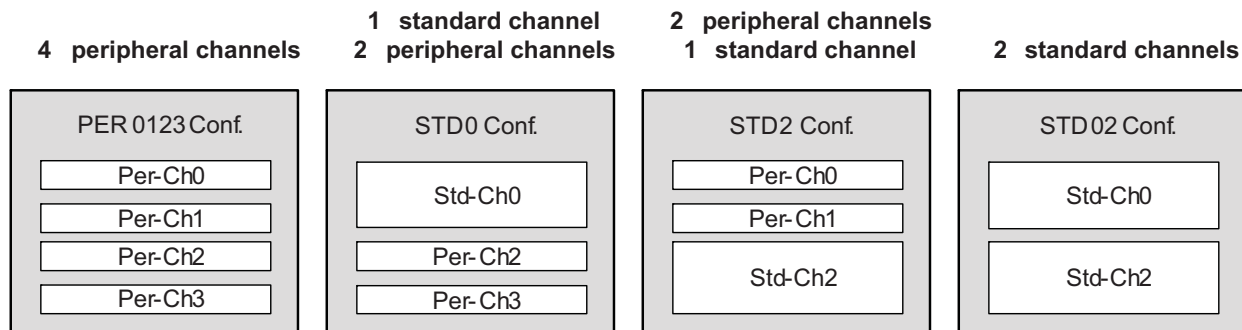 4 peripheral channels
PER 0123 Conf.
Per-Ch0
Per-Ch1
Per-Ch2
Per-Ch3
1 standard channel
2 peripheral channels
STD0 Conf.
Std-Ch0
Per-Ch2
Per-Ch3
2 peripheral channels
1 standard channel
STD2 Conf.
Per-Ch0
Per-Ch1
Std-Ch2
2 standard channels
STD02 Conf.
Std-Ch0
Std-Ch2